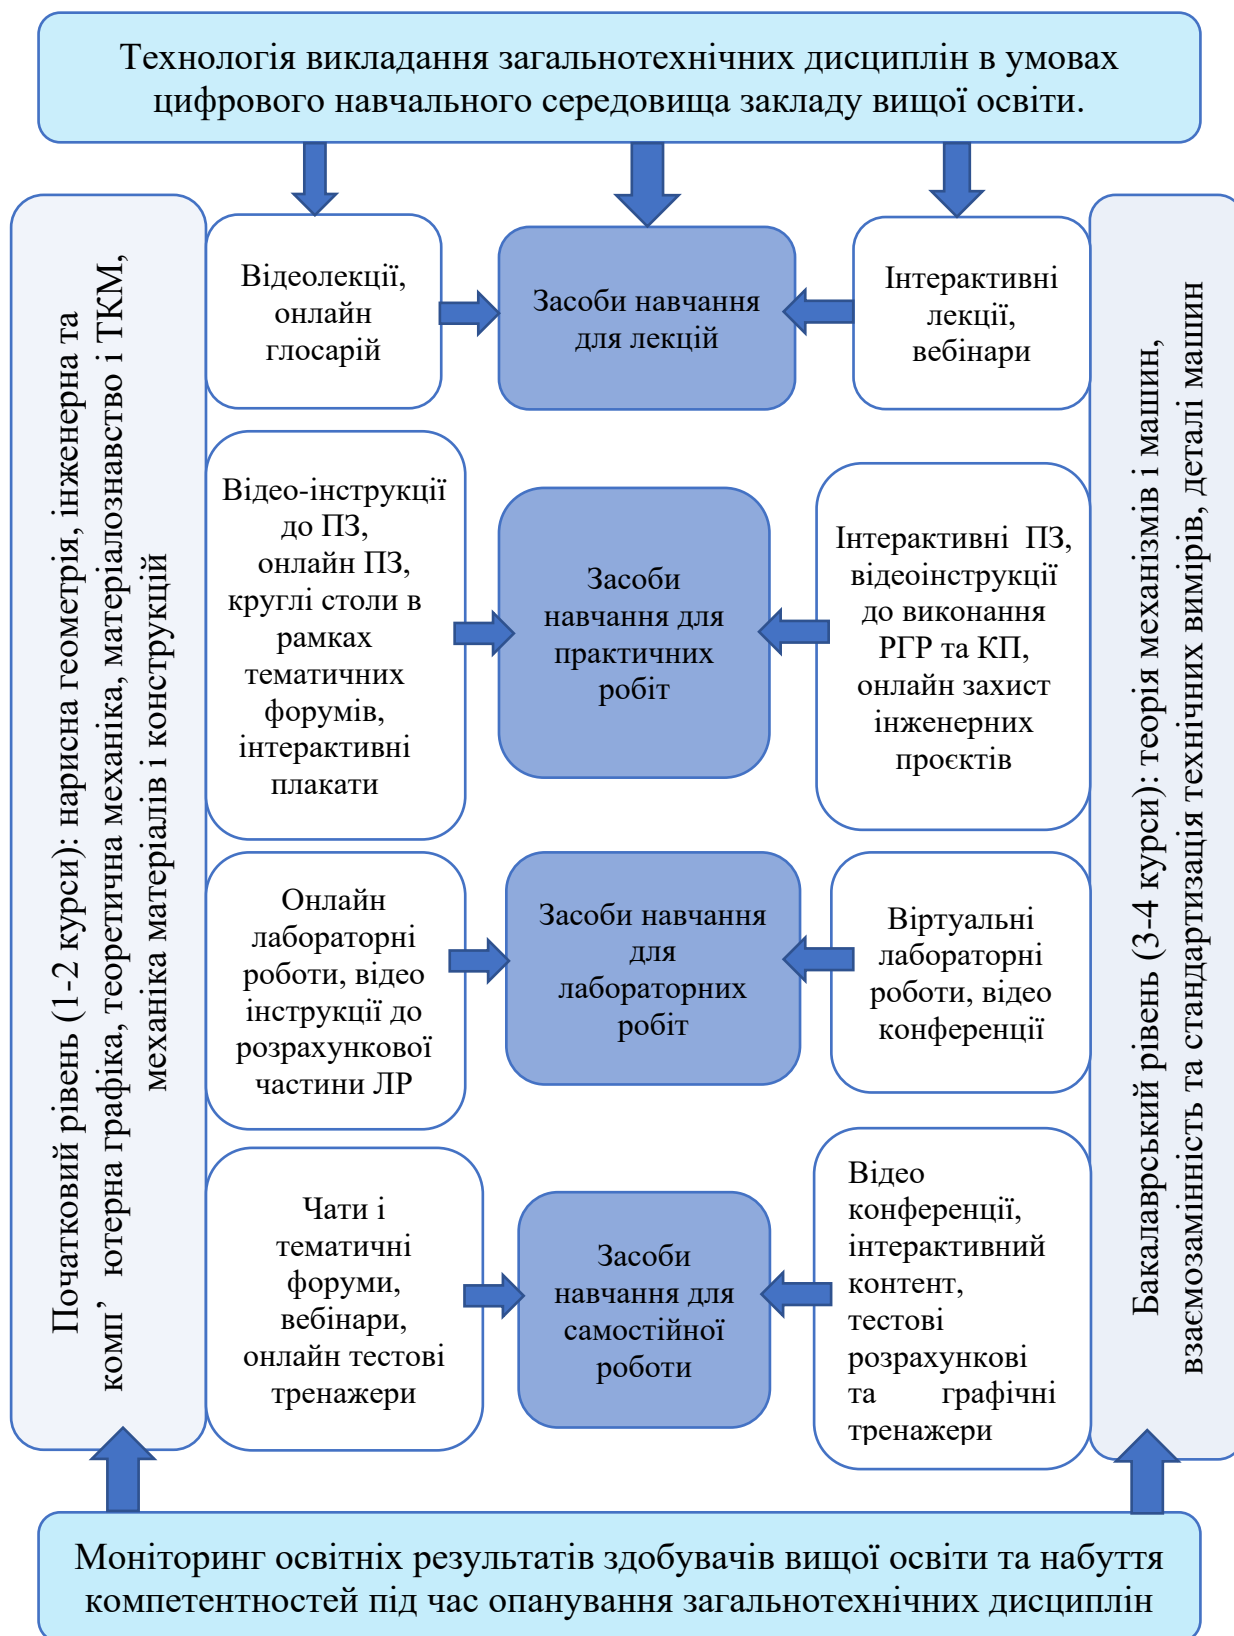 Технологія викладання загальнотехнічних дисциплін в умовах
цифрового навчального середовища закладу вищої освіти.
Початковий рівень (1-2 курси): нарисна геометрія, інженерна та
комп’ ютерна графіка, теоретична механіка, матеріалознавство і ТКМ,
механіка матеріалів і конструкцій
Відеолекції,
онлайн
глосарій
Засоби навчання
для лекцій
Інтерактивні
лекції,
вебінари
Відео-інструкції
до ПЗ,
онлайн ПЗ,
круглі столи в
рамках
тематичних
форумів,
інтерактивні
плакати
Засоби
навчання для
практичних
робіт
Інтерактивні ПЗ,
відеоінструкції
до виконання
РГР та КП,
онлайн захист
інженерних
проєктів
Онлайн
лабораторні
роботи, відео
інструкції до
розрахункової
частини ЛР
Засоби навчання
для
лабораторних
робіт
Віртуальні
лабораторні
роботи, відео
конференції
Чати і
тематичні
форуми,
вебінари,
онлайн тестові
тренажери
Засоби
навчання для
самостійної
роботи
Відео
конференції,
інтерактивний
контент,
тестові
розрахункові
та графічні
тренажери
Бакалаврський рівень (3-4 курси): теорія механізмів і машин,
взаємозамінність та стандартизація технічних вимірів, деталі машин
Моніторинг освітніх результатів здобувачів вищої освіти та набуття
компетентностей під час опанування загальнотехнічних дисциплін